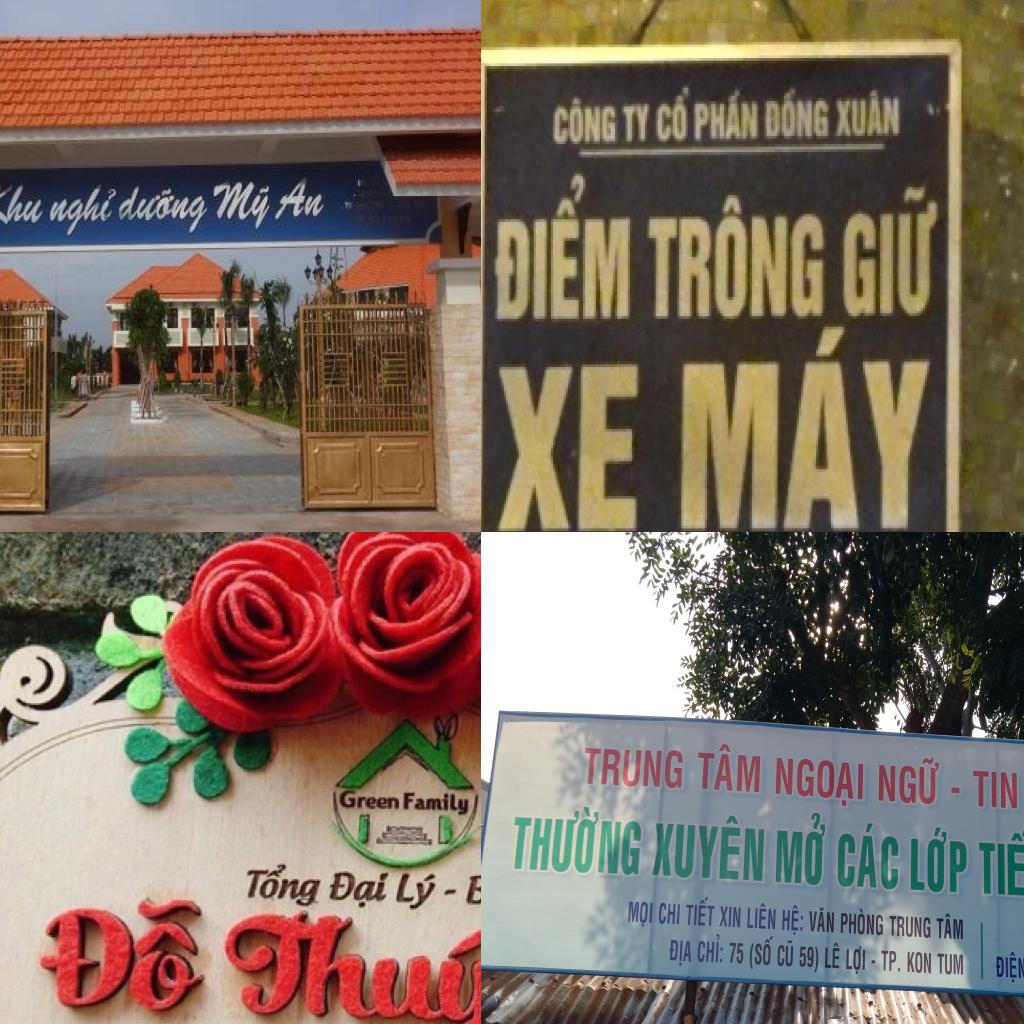 Khu nghỉ dưỡng Mỹ An
CÔNG TY CỔ PHẦN ĐỒNG XUÂN
ĐIỂM TRÔNG GIỮ
XE MÁY
Green Family
Tổng Đại Lý -
Đỗ
TRUNG TÂM NGOẠI NGỮ - TIN
THƯỜNG XUYÊN MỞ CÁC LỚP
MỌI CHI TIẾT XIN LIÊN HỆ: VĂN PHÒNG TRUNG TÂM
ĐỊA CHỈ: 75 (SỐ CŨ 59) LÊ LỢI - TP. KON TUM
ĐIỆN